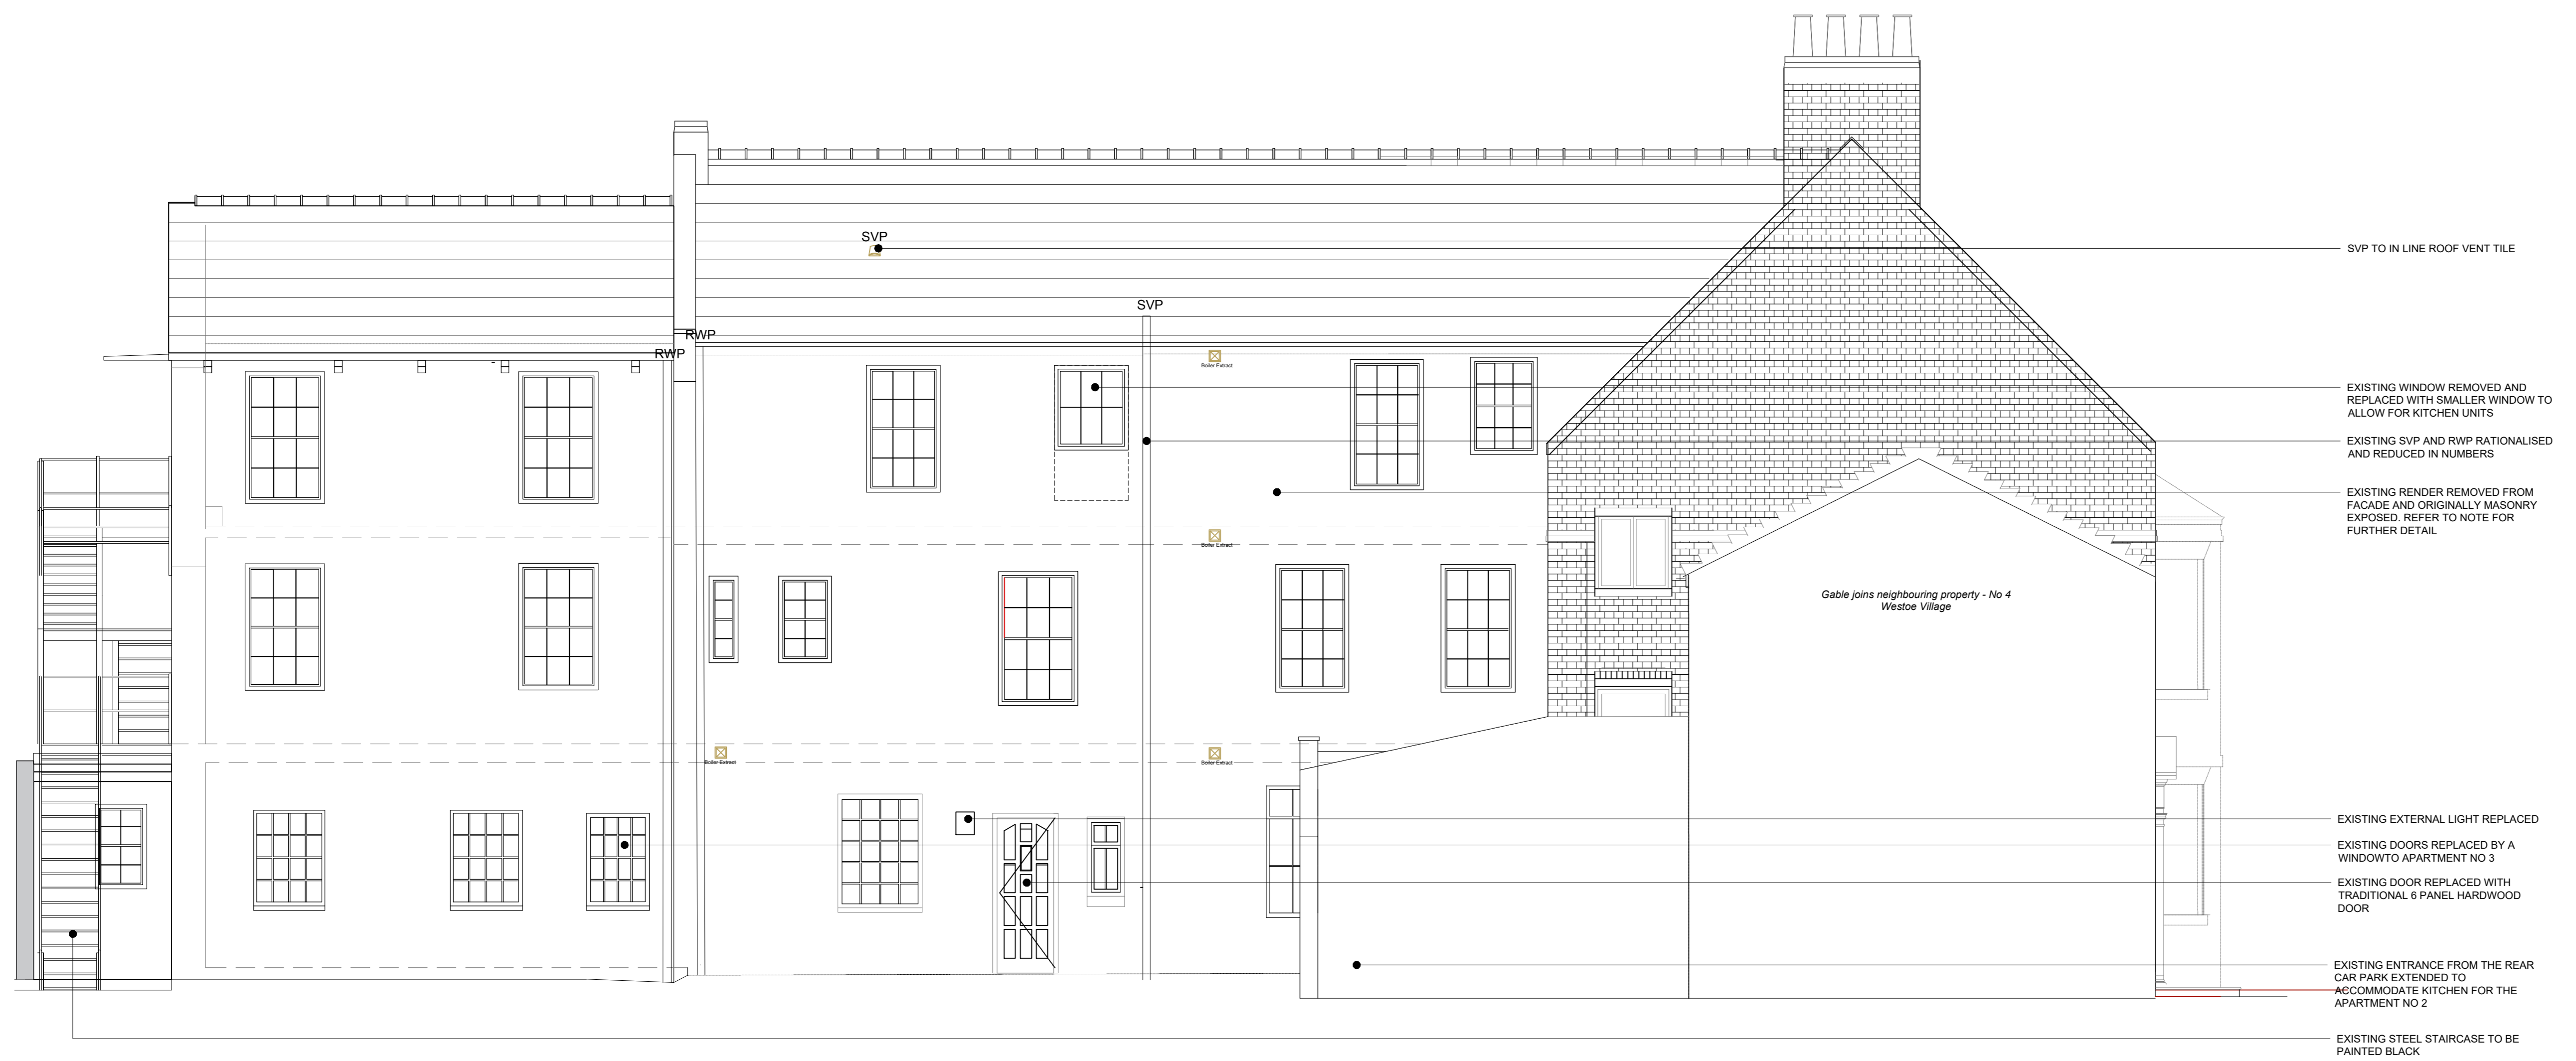 SVP
SVP TO IN LINE ROOF VENT TILE
SVP
RWP
RWP
Boiler Extract
EXISTING WINDOW REMOVED AND
REPLACED WITH SMALLER WINDOW TO
ALLOW FOR KITCHEN UNITS
EXISTING SVP AND RWP RATIONALISED
AND REDUCED IN NUMBERS
EXISTING RENDER REMOVED FROM
FACADE AND ORIGINALLY MASONRY
EXPOSED. REFER TO NOTE FOR
FURTHER DETAIL
Boiler Extract
Gable joins neighbouring property - No 4
Westoe Village
Boiler Extract
Boiler Extract
EXISTING EXTERNAL LIGHT REPLACED
EXISTING DOORS REPLACED BY A
WINDOWTO APARTMENT NO 3
EXISTING DOOR REPLACED WITH
TRADITIONAL 6 PANEL HARDWOOD
DOOR
EXISTING ENTRANCE FROM THE REAR
CAR PARK EXTENDED TO
ACCOMMODATE KITCHEN FOR THE
APARTMENT NO 2
EXISTING STEEL STAIRCASE TO BE
PAINTED BLACK